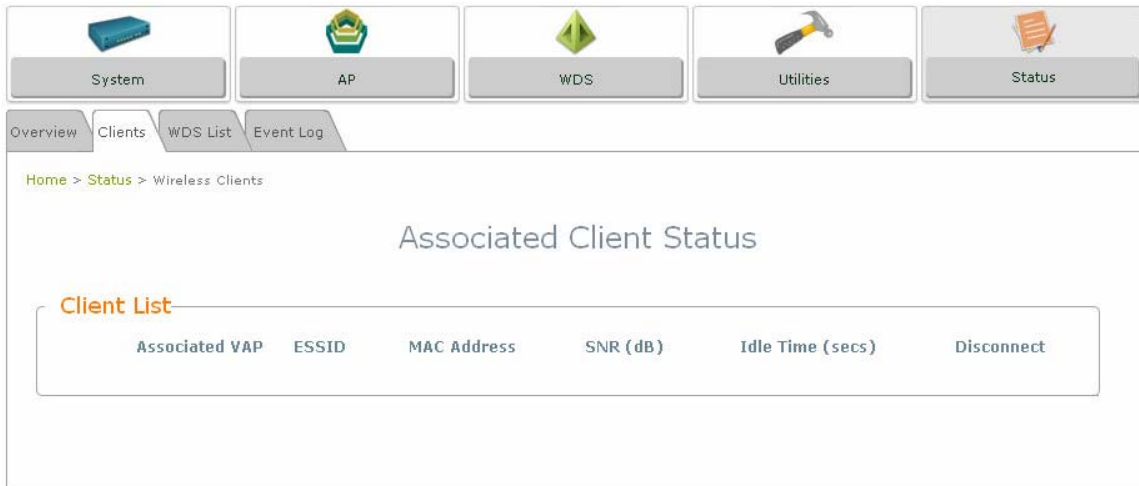 System AP WDS Utilities Status
Overview Clients WDS List Event Log
Home > Status > Wireless Clients
Associated Client Status
Client List
Associated VAP ESSID MAC Address SNR (dB) Idle Time (secs) Disconnect